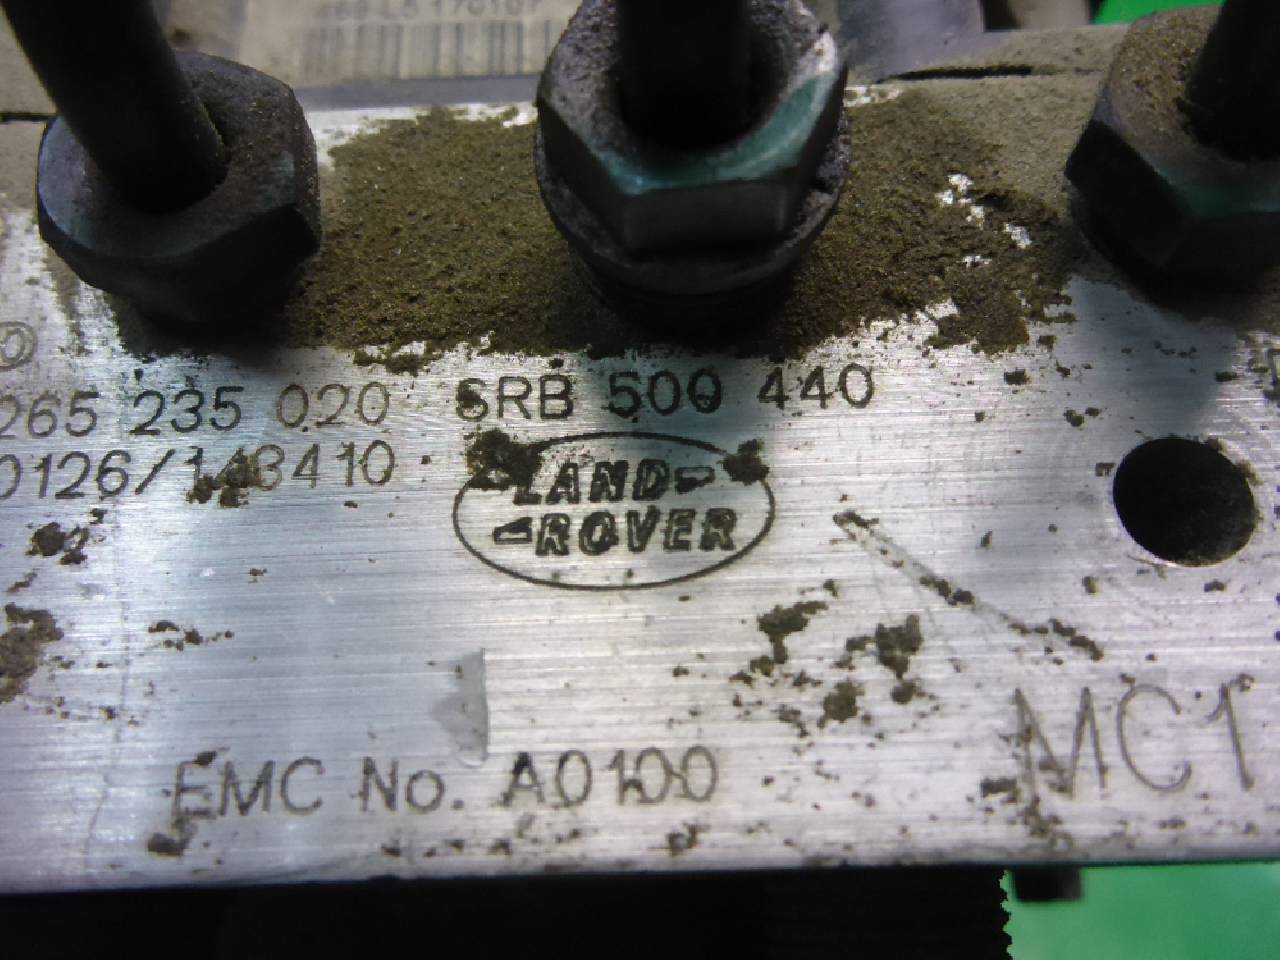 265 235 020 SRB 500 440
0126/143410
LAND
ROVER
MC1
EMC No. A0100